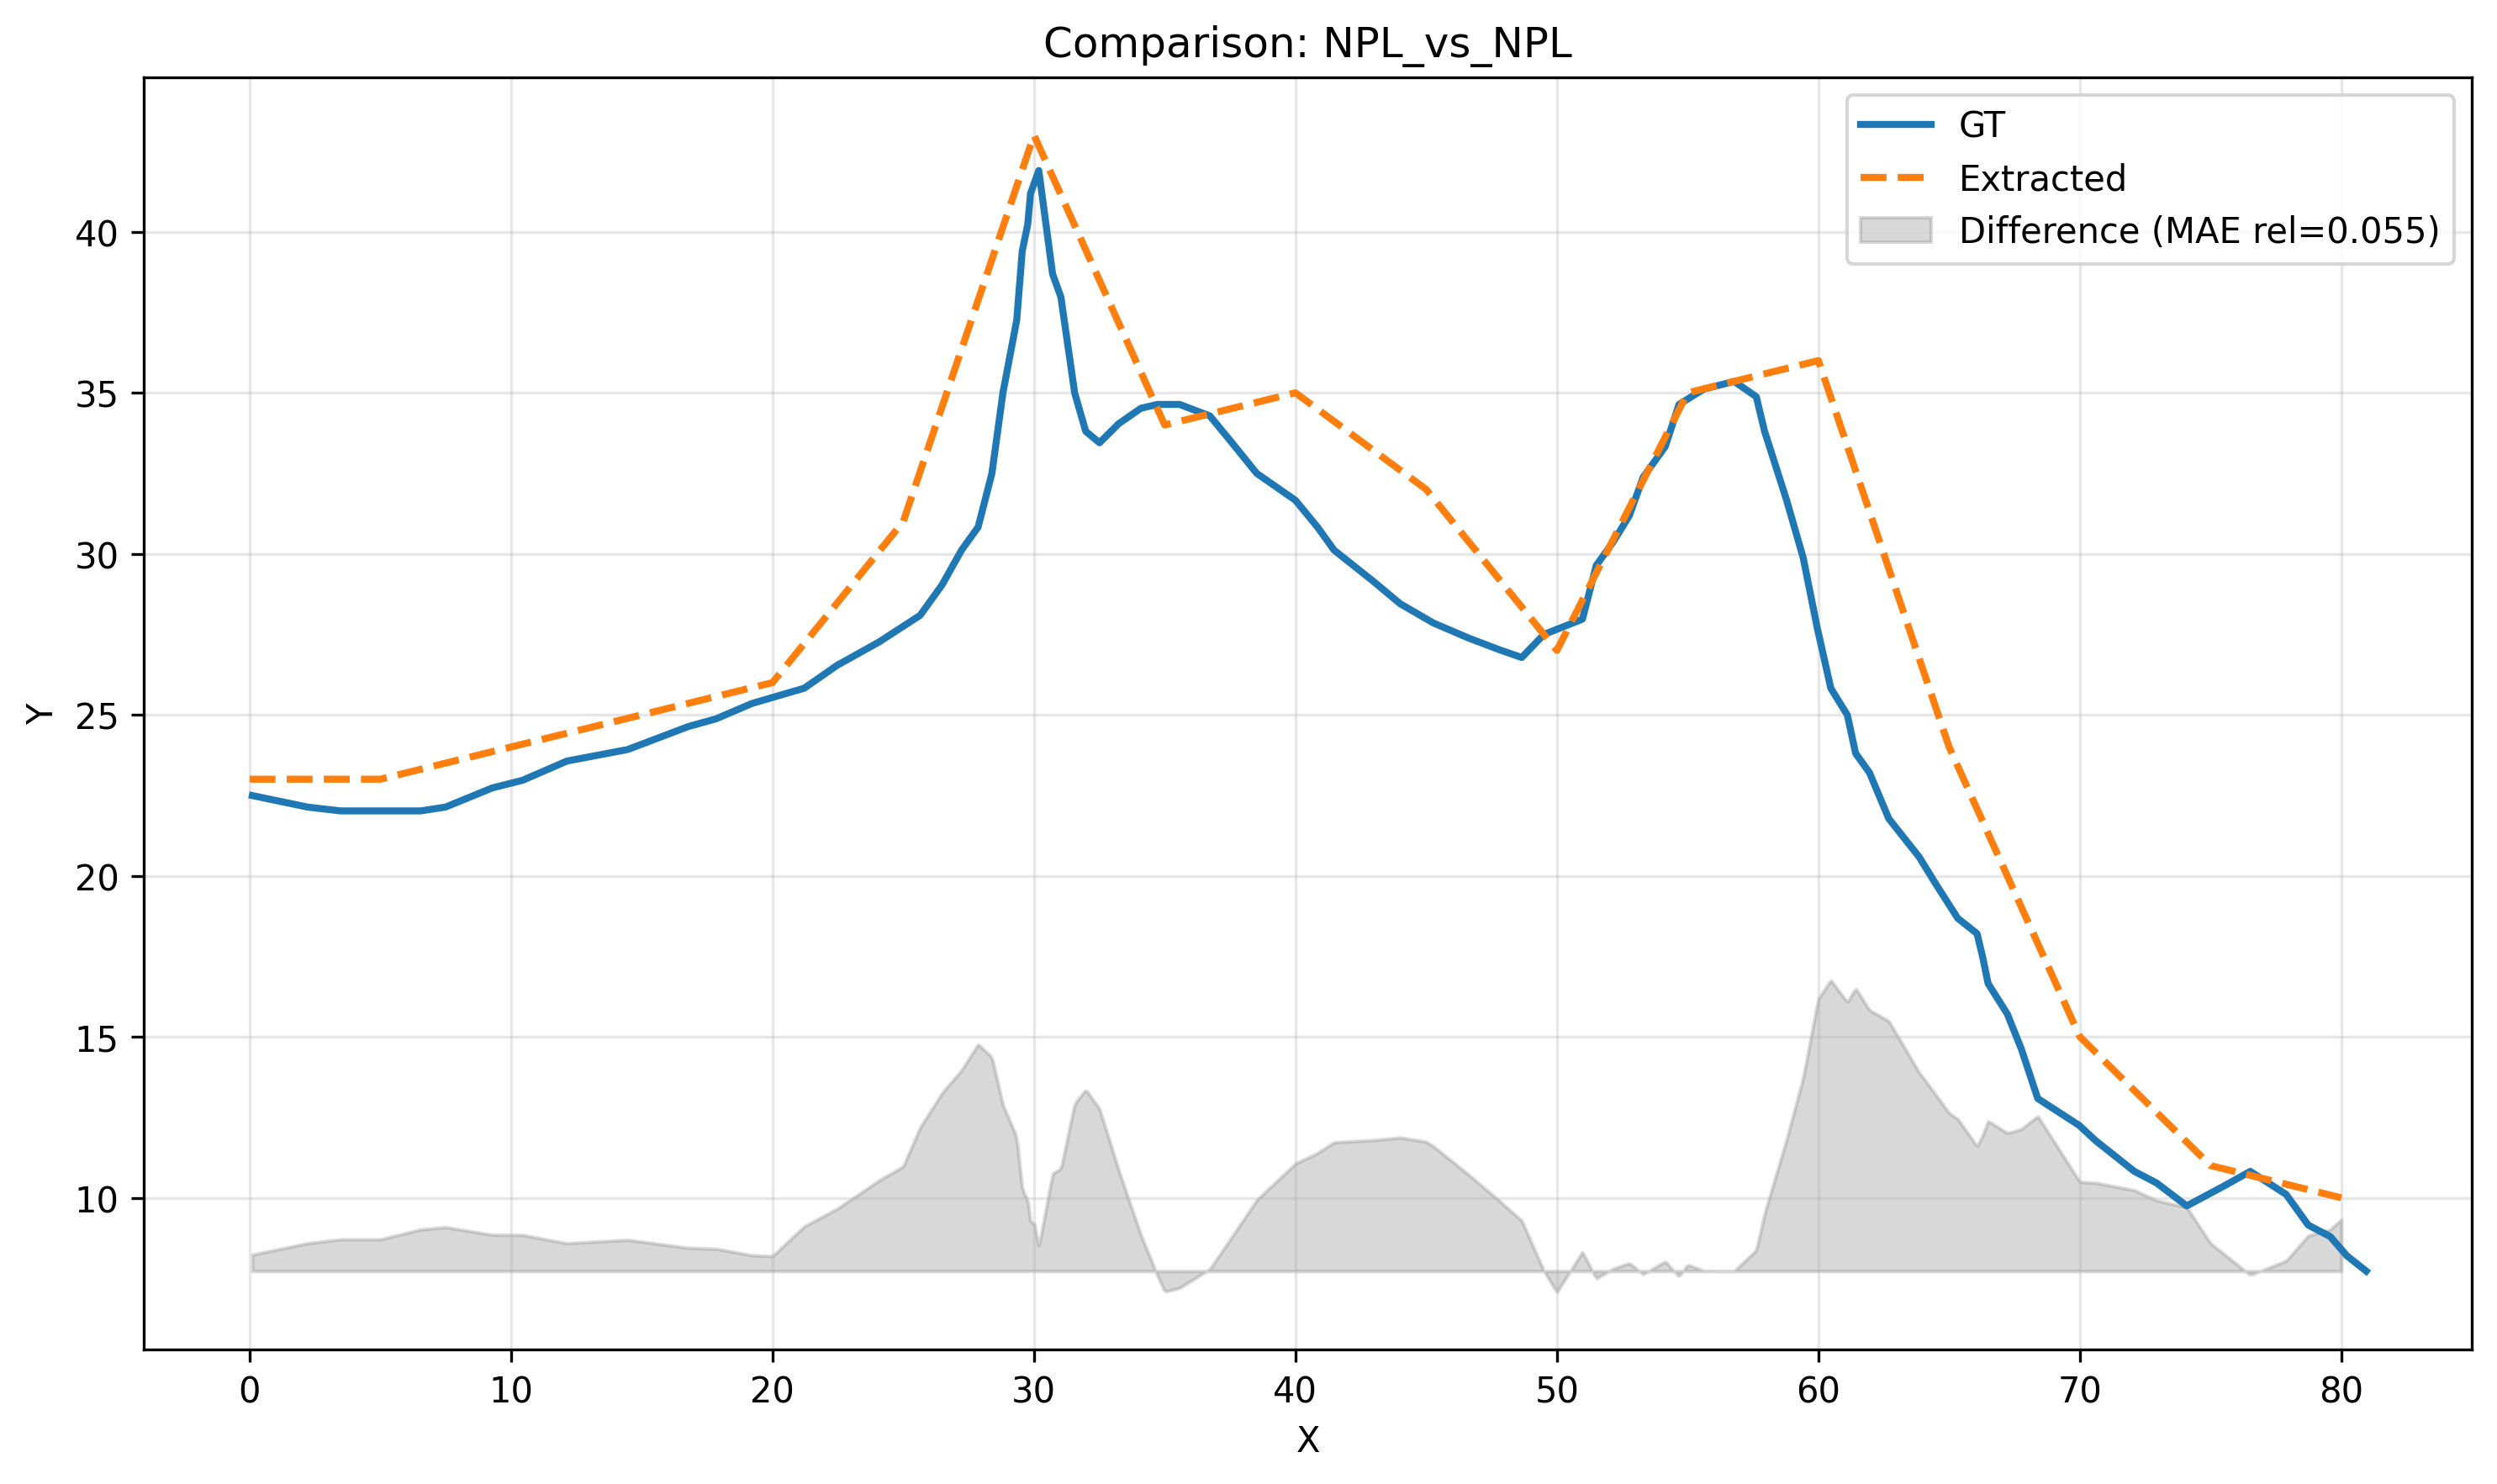 Comparison: NPL_vs_NPL
GT
Extracted
Difference (MAE rel=0.055)
Y
40
35
30
25
20
15
10
0 10 20 30 40 50 60 70 80
X